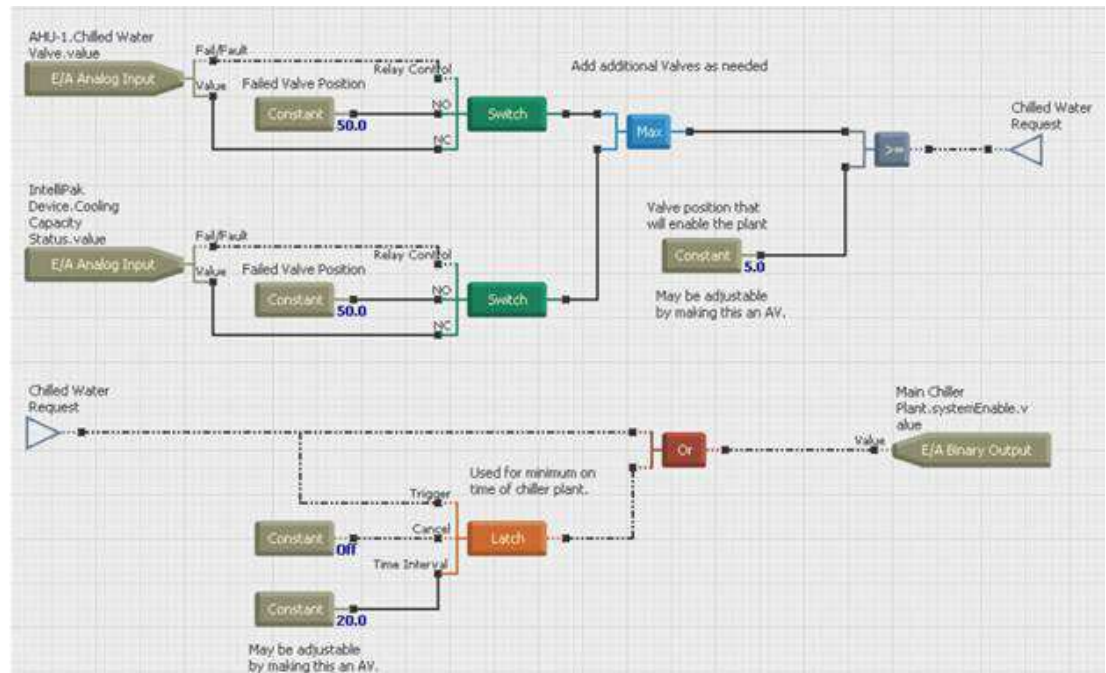 AHU-1.Chilled Water
Valve.value
Fail/Fault
E/A Analog Input
Value
Relay Control
Failed Valve Position
Constant
50.0
NO
NC
Switch
Add additional Valves as needed
Max
>=
Chilled Water
Request
IntelliPak
Device.Cooling
Capacity
Status.value
Fail/Fault
E/A Analog Input
Value
Relay Control
Failed Valve Position
Constant
50.0
NO
NC
Switch
Valve position that
will enable the plant
Constant
5.0
May be adjustable
by making this an AV.
Chilled Water
Request
Or
Main Chiller
Plant.systemEnable.v
alue
Value
E/A Binary Output
Used for minimum on
time of chiller plant.
Trigger
Cancel
Time Interval
Latch
Constant
Off
Constant
20.0
May be adjustable
by making this an AV.